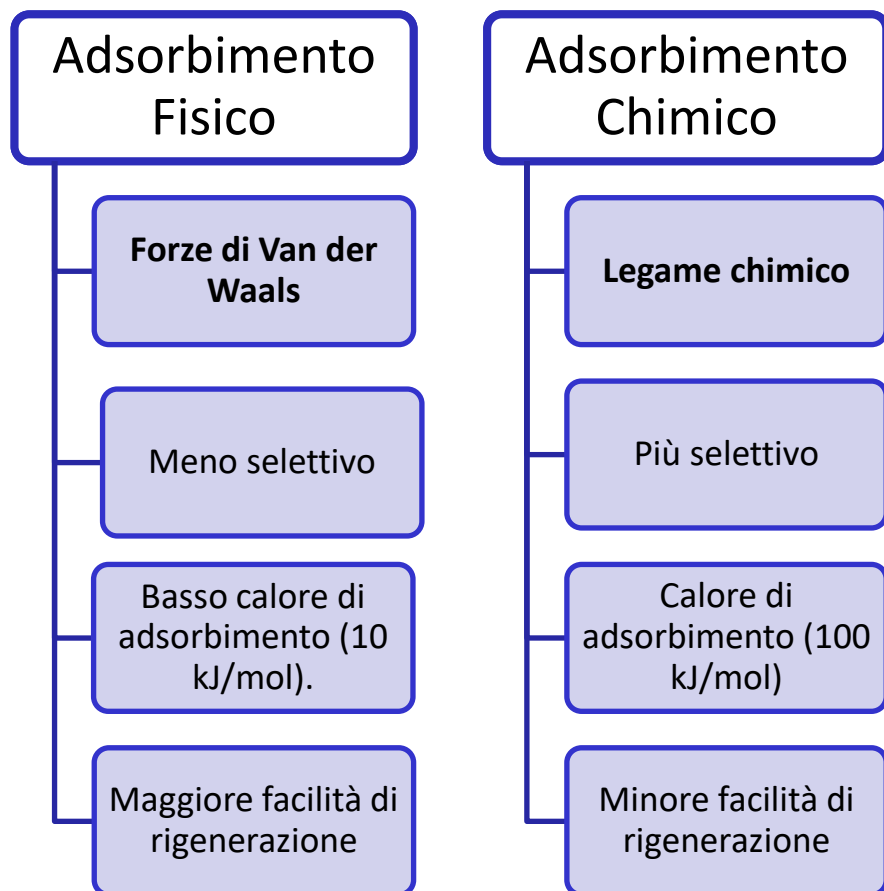 Adsorbimento
Fisico
Forze di Van der
Waals
Meno selettivo
Basso calore di
adsorbimento (10
kJ/mol).
Maggiore facilità di
rigenerazione
Adsorbimento
Chimico
Legame chimico
Più selettivo
Calore di
adsorbimento (100
kJ/mol)
Minore facilità di
rigenerazione